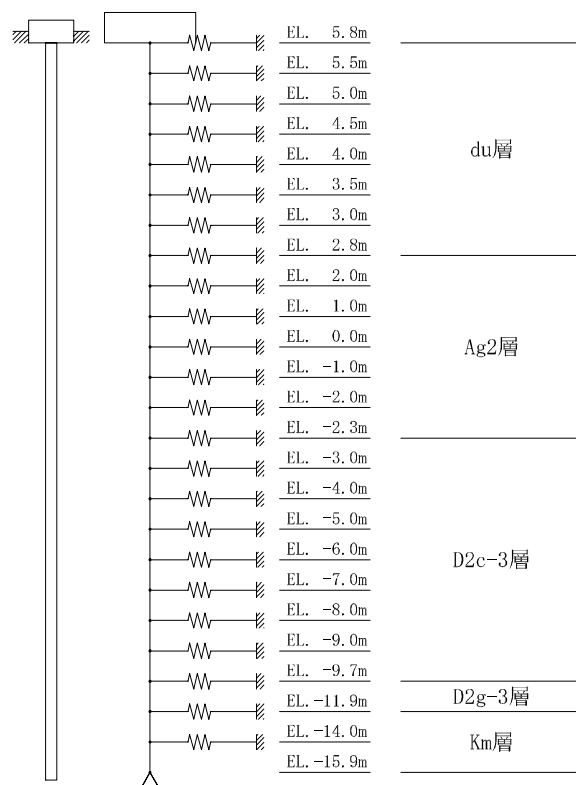 EL. 5.8m
EL. 5.5m
EL. 5.0m
EL. 4.5m
EL. 4.0m
du層
EL. 3.5m
EL. 3.0m
EL. 2.8m
EL. 2.0m
EL. 1.0m
EL. 0.0m
Ag2層
EL. -1.0m
EL. -2.0m
EL. -2.3m
EL. -3.0m
EL. -4.0m
EL. -5.0m
EL. -6.0m
D2c-3層
EL. -7.0m
EL. -8.0m
EL. -9.0m
EL. -9.7m
D2g-3層
EL.-11.9m
EL.-14.0m
Km層
EL.-15.9m